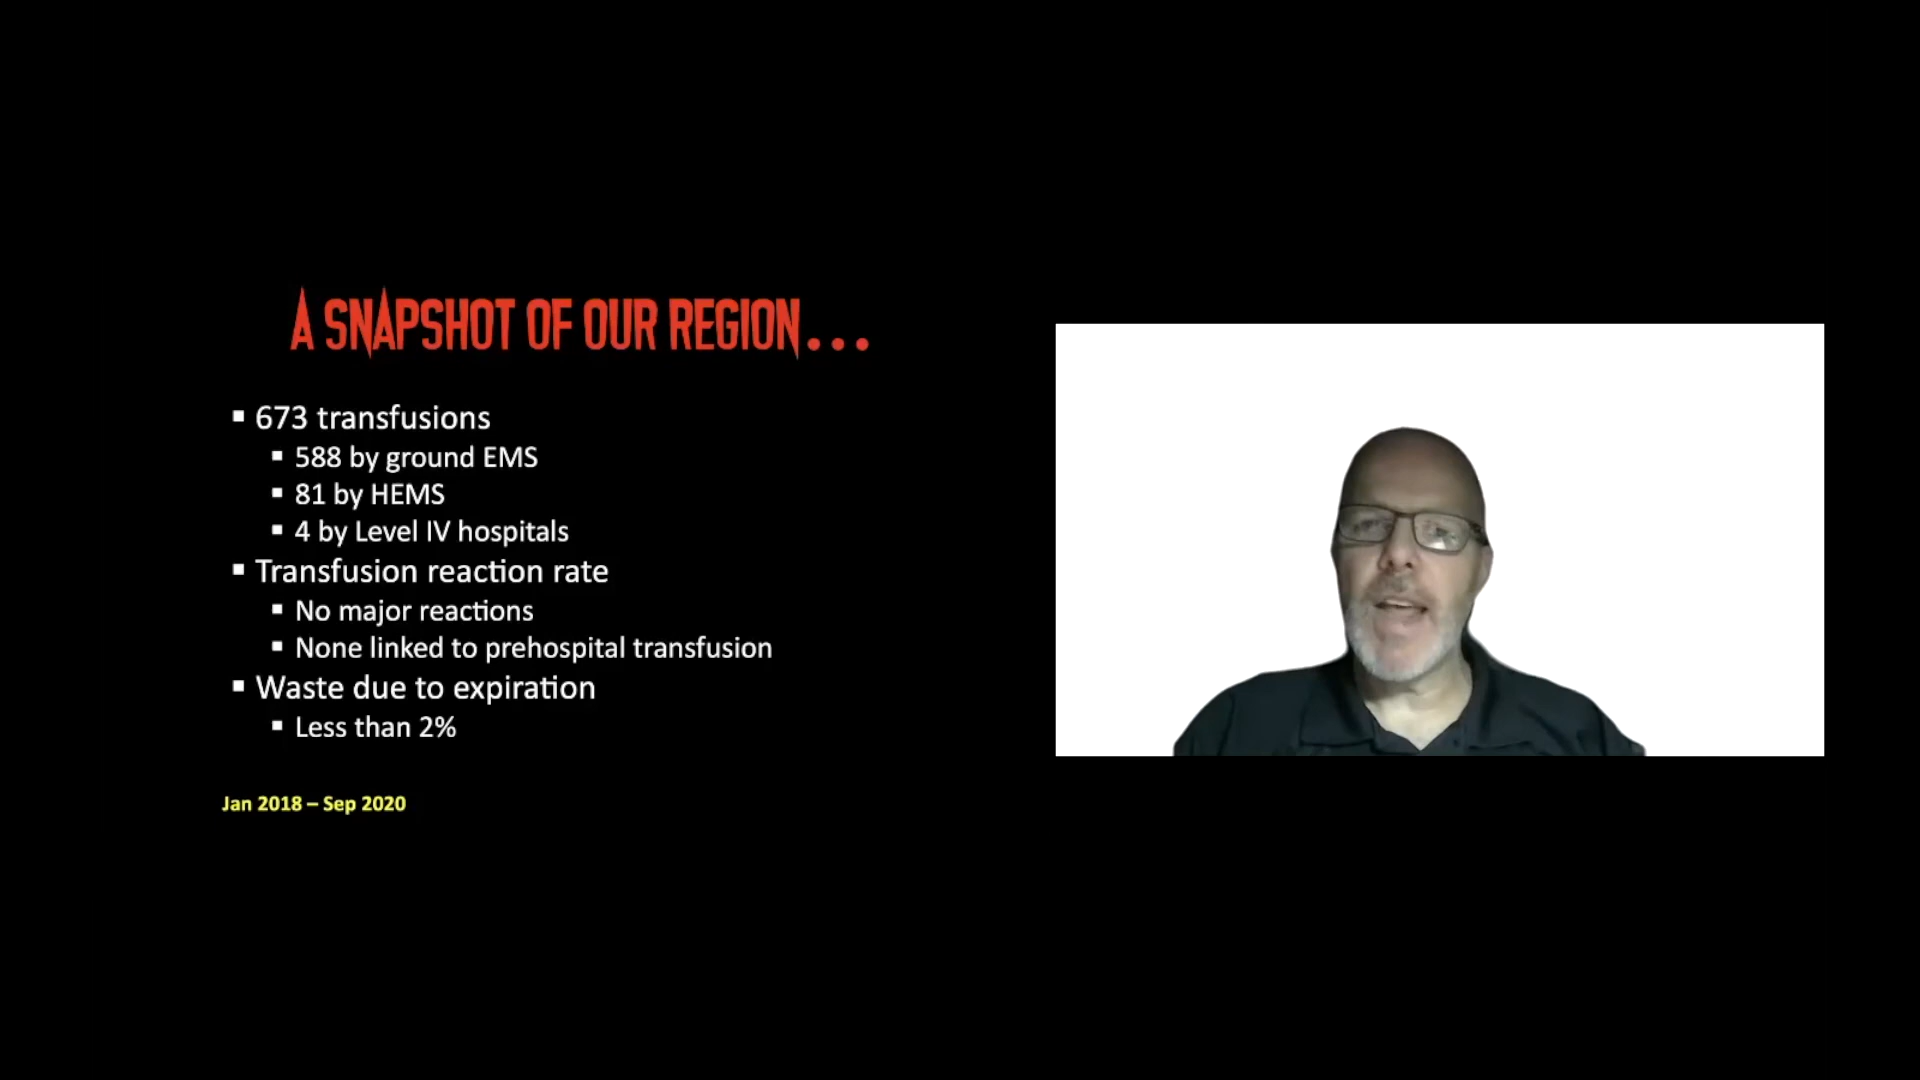 A SNAPSHOT OF OUR REGION...
▪ 673 transfusions
▪ 588 by ground EMS
▪ 81 by HEMS
▪ 4 by Level IV hospitals
▪ Transfusion reaction rate
▪ No major reactions
▪ None linked to prehospital transfusion
▪ Waste due to expiration
▪ Less than 2%
Jan 2018 – Sep 2020